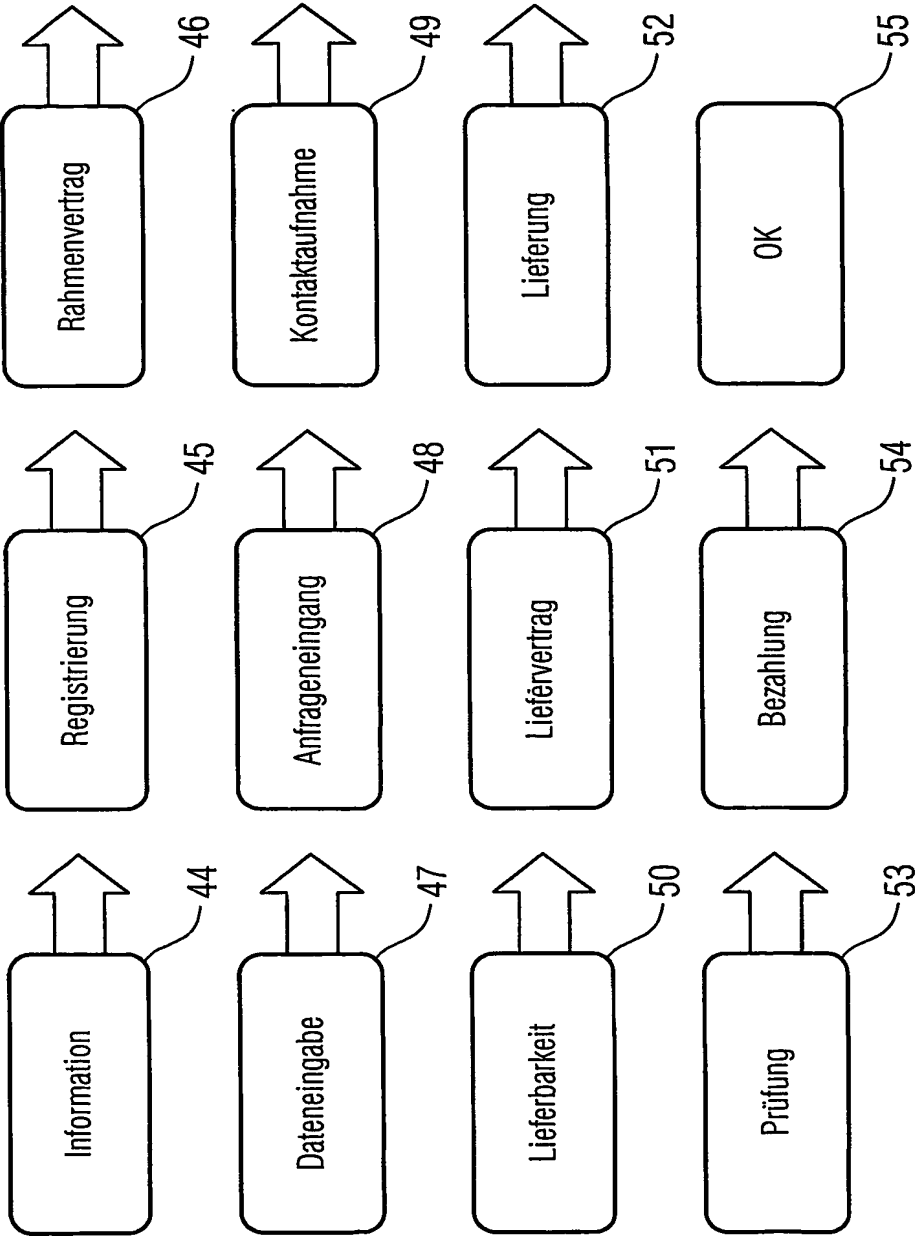 Information
44
Registrierung
45
Rahmenvertrag
46
Dateneingabe
47
Anfrageneingang
48
Kontaktaufnahme
49
Lieferbarkeit
50
Liefervertrag
51
Lieferung
52
Prüfung
53
Bezahlung
54
OK
55